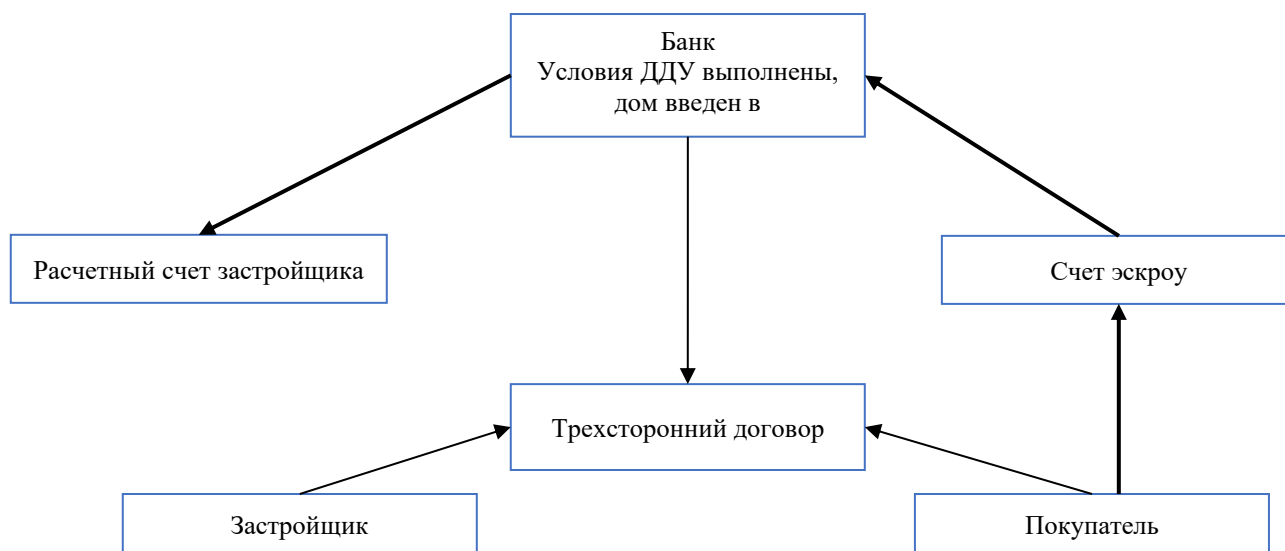 Банк
Условия ДДУ выполнены,
дом введен в
Расчетный счет застройщика
Счет эскроу
Трехсторонний договор
Застройщик
Покупатель